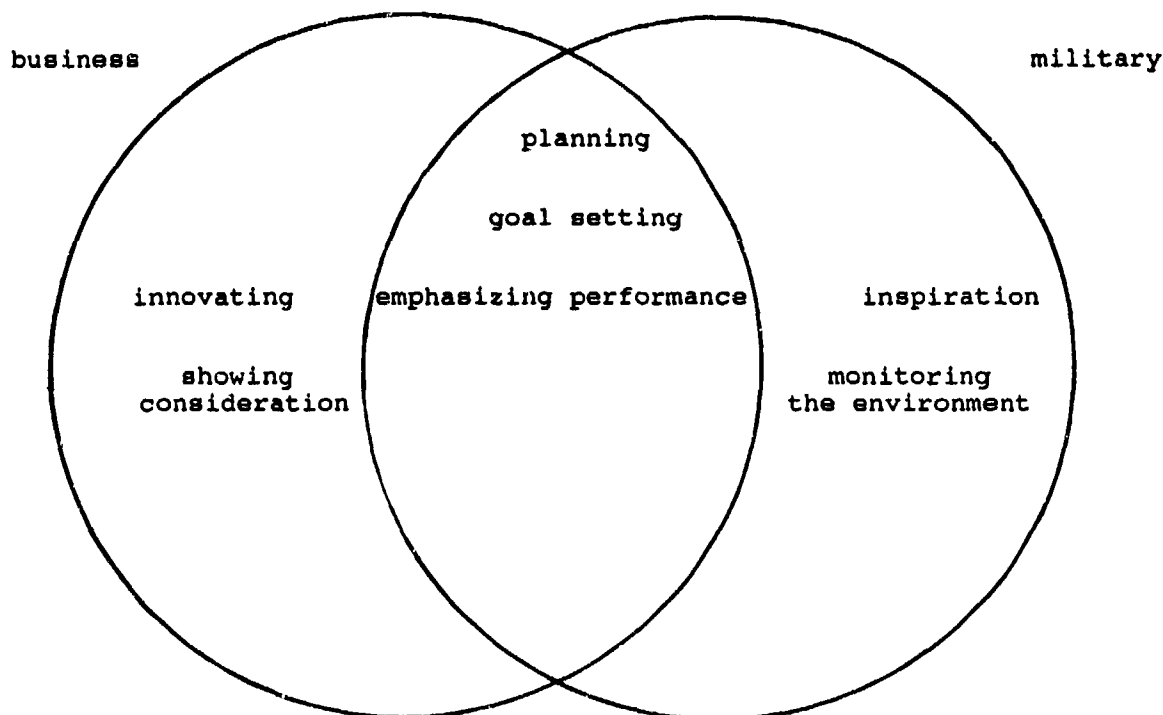 business
military
planning
goal setting
innovating
emphasizing performance
inspiration
showing
consideration
monitoring
the environment